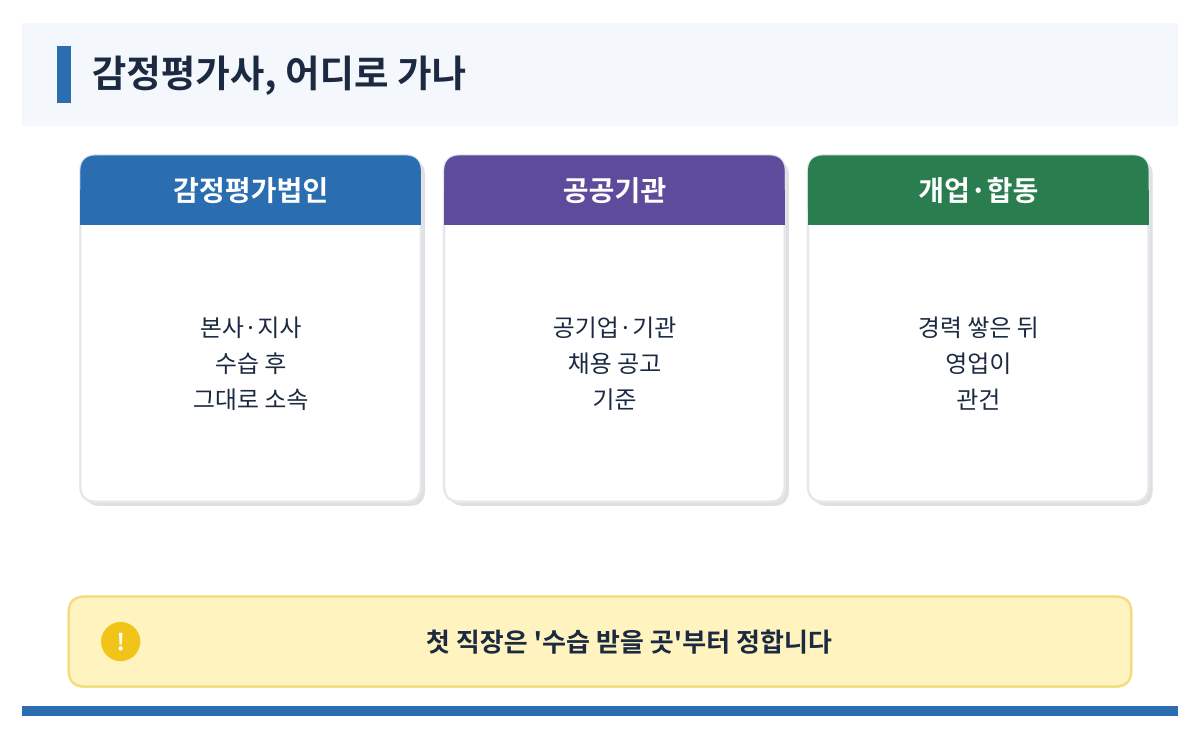 감정평가사, 어디로 가나
감정평가법인
본사·지사
수습 후
그대로 소속
공공기관
공기업·기관
채용 공고
기준
개업·합동
경력 쌓은 뒤
영업이
관건
!
첫 직장은 '수습 받을 곳'부터 정합니다